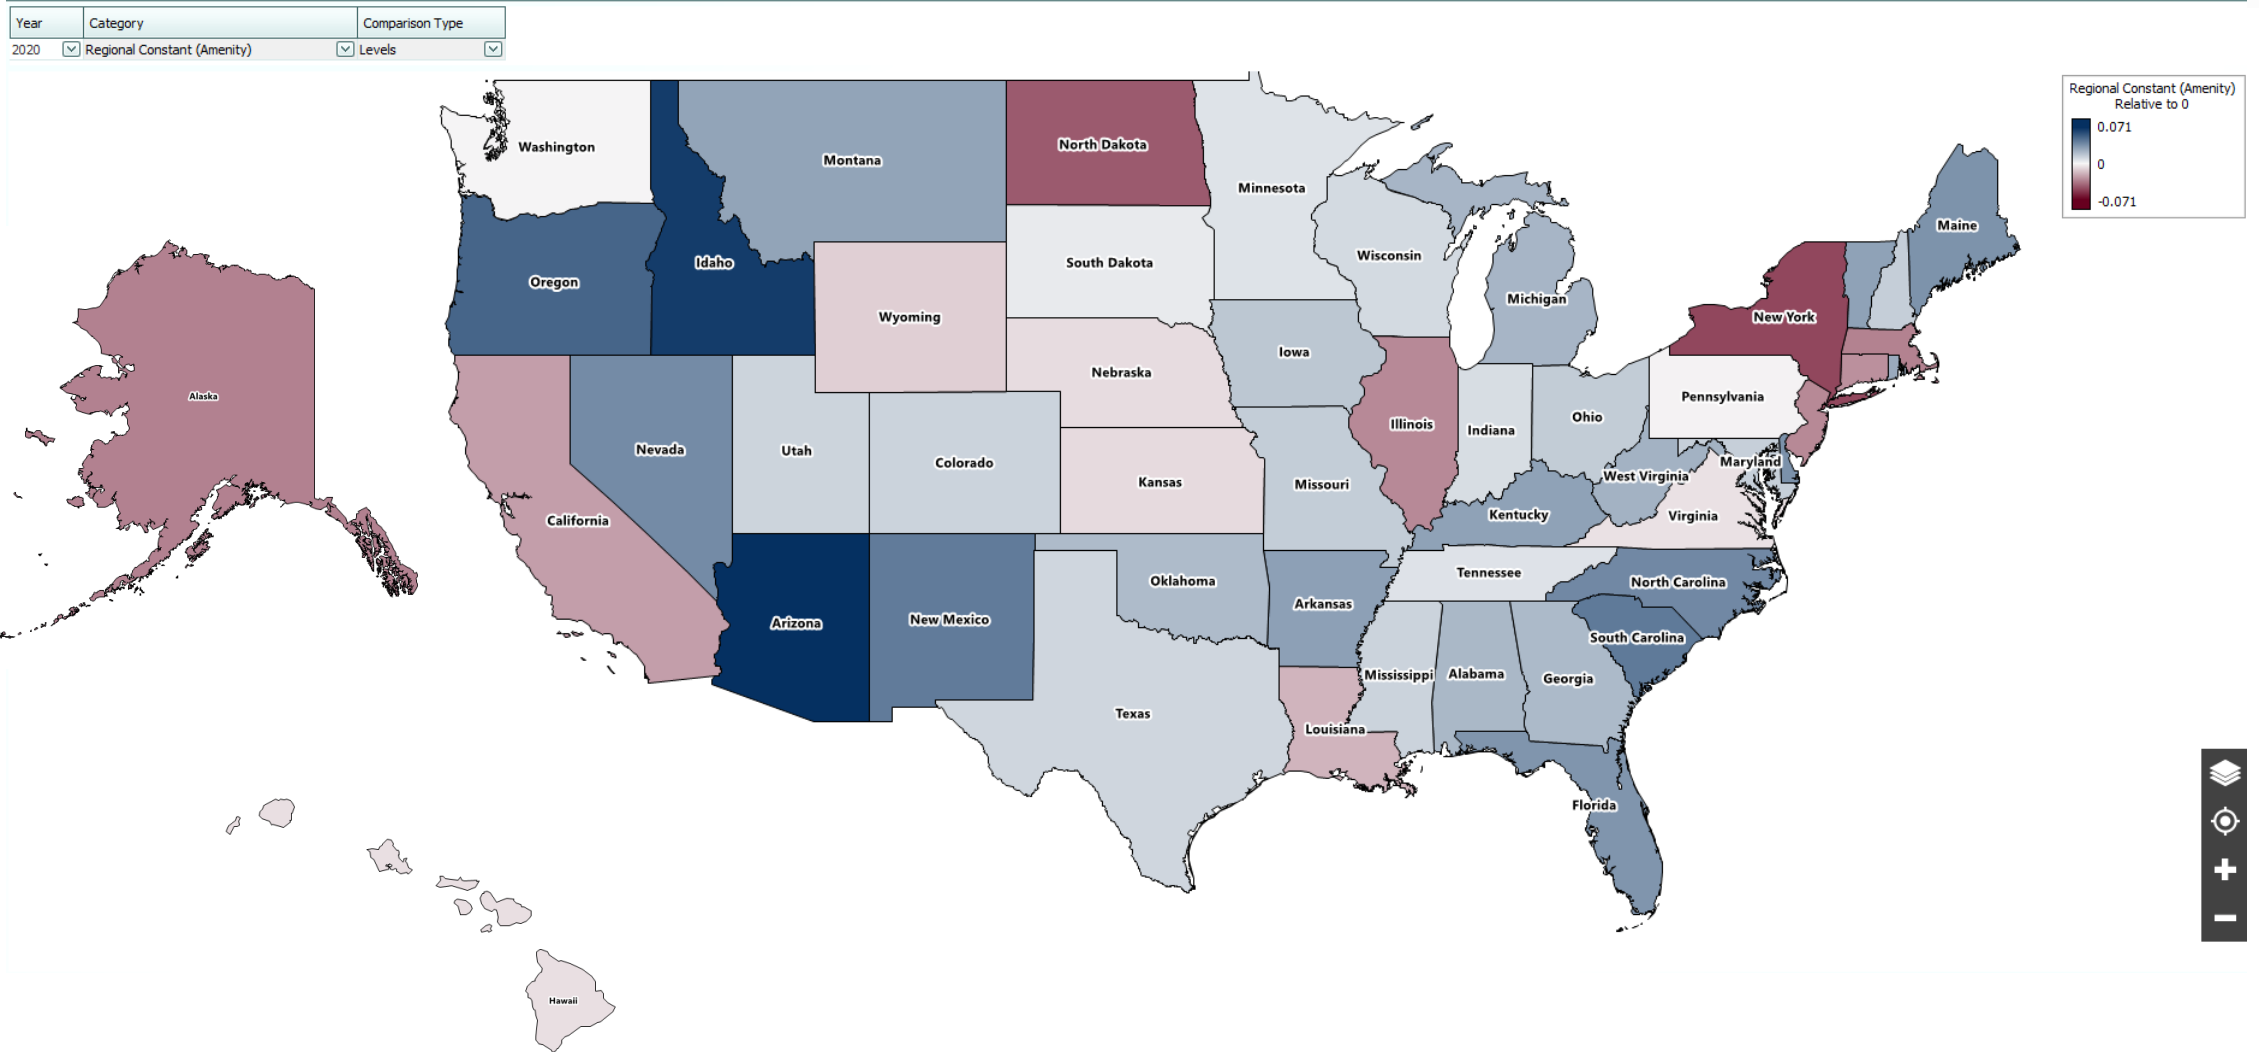 Year Category Comparison Type
2020 Regional Constant (Amenity) Levels
Regional Constant (Amenity)
Relative to 0
0.071
0
-0.071
Washington
Montana
North Dakota
Minnesota
Maine
Oregon
Idaho
South Dakota
Wisconsin
Michigan
Wyoming
New York
Nebraska
Iowa
Alaska
Pennsylvania
Nevada
Utah
Colorado
Kansas
Missouri
Illinois
Indiana
Ohio
West Virginia
Maryland
California
Kentucky
Virginia
Arizona
New Mexico
Oklahoma
Arkansas
Tennessee
North Carolina
South Carolina
Mississippi
Alabama
Georgia
Texas
Louisiana
Florida
Hawaii